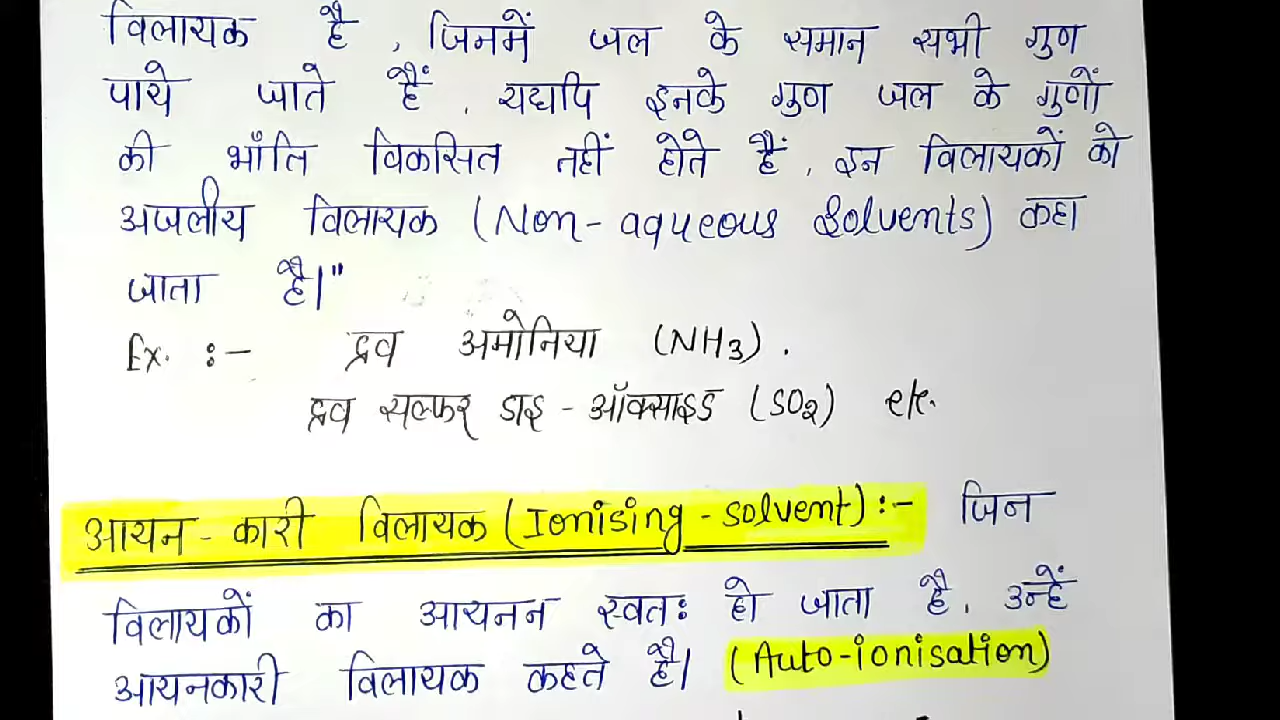 विलायक है , जिनमें जल के समान सभी गुण
पाये जाते हैं , यद्यपि इनके गुण जल के गुणों
की भाँति विकसित नहीं होते हैं , इन विलायकों को
अजलीय विलायक (Non-aqueous Solvents) कहा
जाता है।"
Ex. :- द्रव अमोनिया (NH3) .
द्रव सल्फर डाइ-ऑक्साइड (SO2) etc.
आयन-कारी विलायक (Ionising-solvent) :- जिन
विलायकों का आयनन स्वतः हो जाता है , उन्हें
आयनकारी विलायक कहते है। (Auto-ionisation)